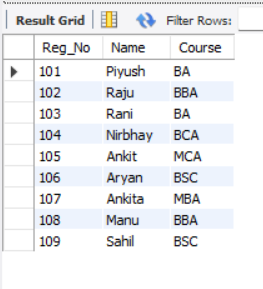 Result Grid Filter Rows:
Reg_No Name Course
101 Piyush BA
102 Raju BBA
103 Rani BA
104 Nirbhay BCA
105 Ankit MCA
106 Aryan BSC
107 Ankita MBA
108 Manu BBA
109 Sahil BSC